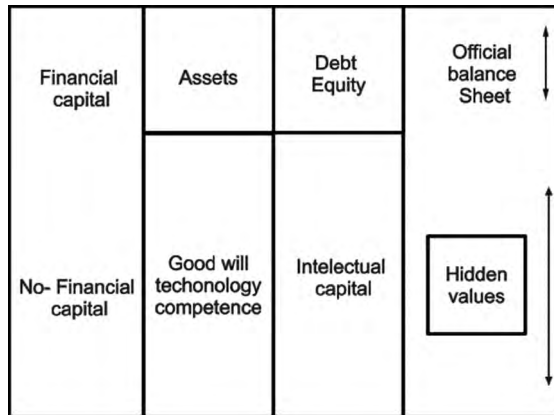 Financial
capital
Assets
Debt
Equity
Official
balance
Sheet
No- Financial
capital
Good will
techonology
competence
Intelectual
capital
Hidden
values